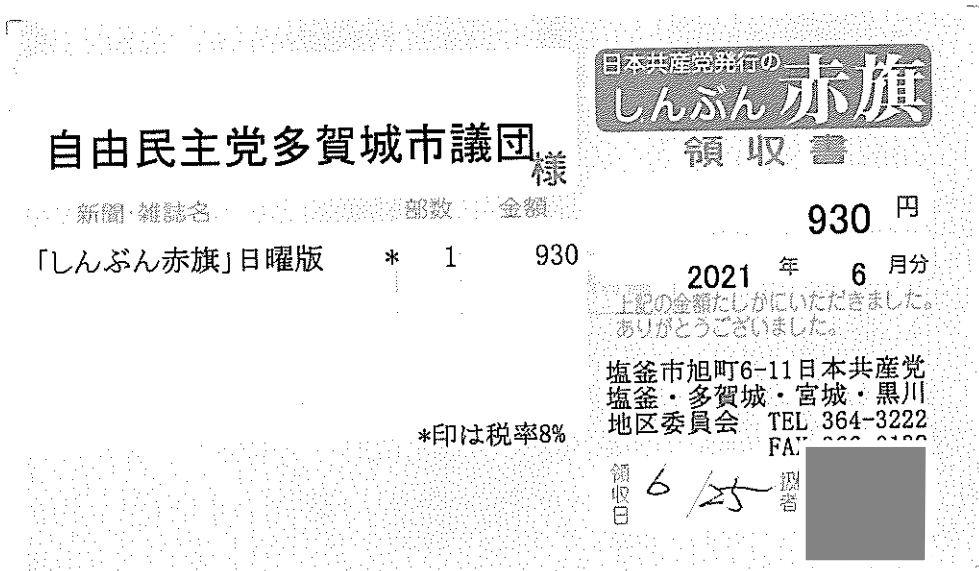 自由民主党多賀城市議団様
新聞・雑誌名 部数 金額
「しんぶん赤旗」日曜版 * 1 930
*印は税率8%
日本共産党発行の
しんぶん赤旗
領収書
930 円
2021 年 6 月分
上記の金額たしかにいただきました。
ありがとうございました。
塩釜市旭町6-11日本共産党
塩釜・多賀城・宮城・黒川
地区委員会 TEL 364-3222
領収日 6/25 扱者